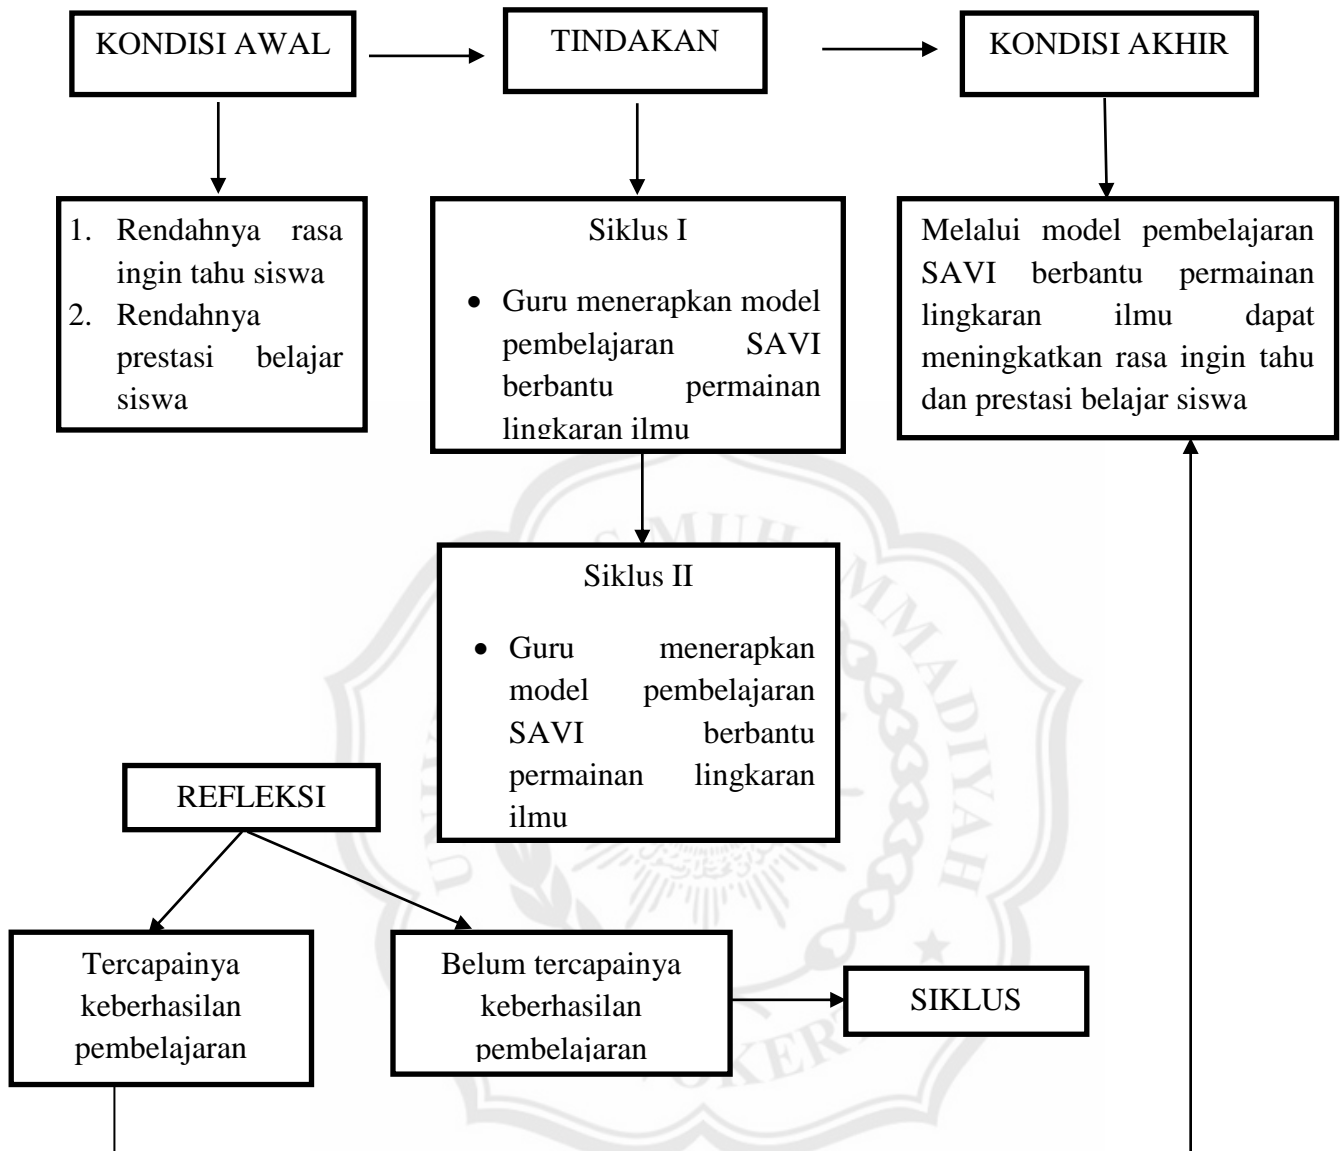 KONDISI AWAL
TINDAKAN
KONDISI AKHIR
1. Rendahnya rasa
ingin tahu siswa
2. Rendahnya
prestasi belajar
siswa
Siklus I
• Guru menerapkan model
pembelajaran SAVI
berbantu permainan
lingkaran ilmu
Melalui model pembelajaran
SAVI berbantu permainan
lingkaran ilmu dapat
meningkatkan rasa ingin tahu
dan prestasi belajar siswa
Siklus II
• Guru menerapkan
model pembelajaran
SAVI berbantu
permainan lingkaran
ilmu
REFLEKSI
Tercapainya
keberhasilan
pembelajaran
Belum tercapainya
keberhasilan
pembelajaran
SIKLUS